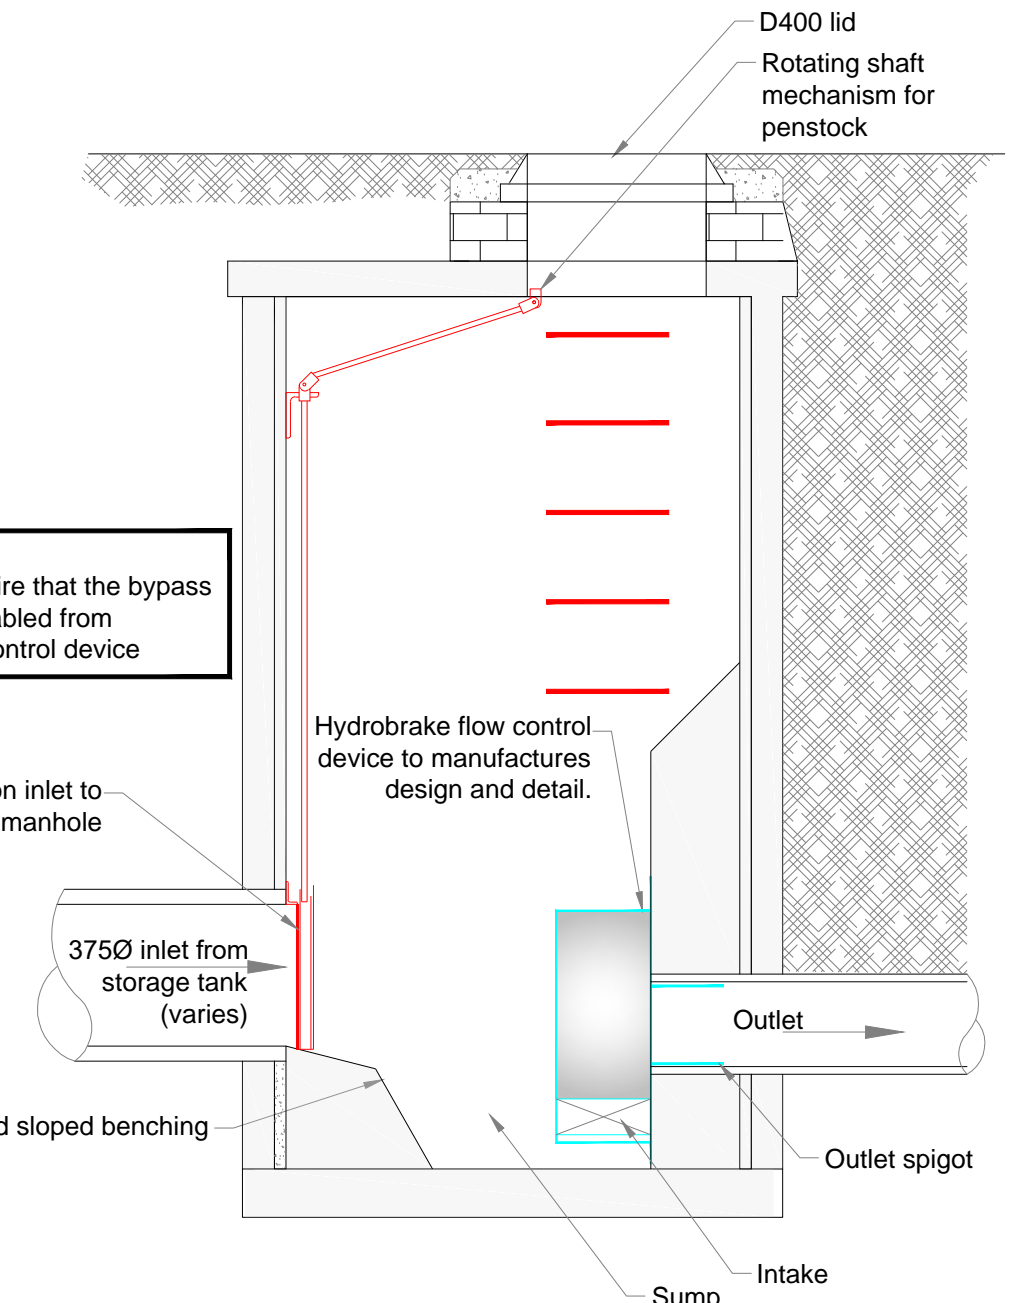 D400 lid
Rotating shaft
mechanism for
penstock
ire that the bypass
abled from
ontrol device
Hydrobrake flow control
device to manufactures
design and detail.
on inlet to
manhole
375Ø inlet from
storage tank
(varies)
Outlet
d sloped benching
Outlet spigot
Intake
Sump